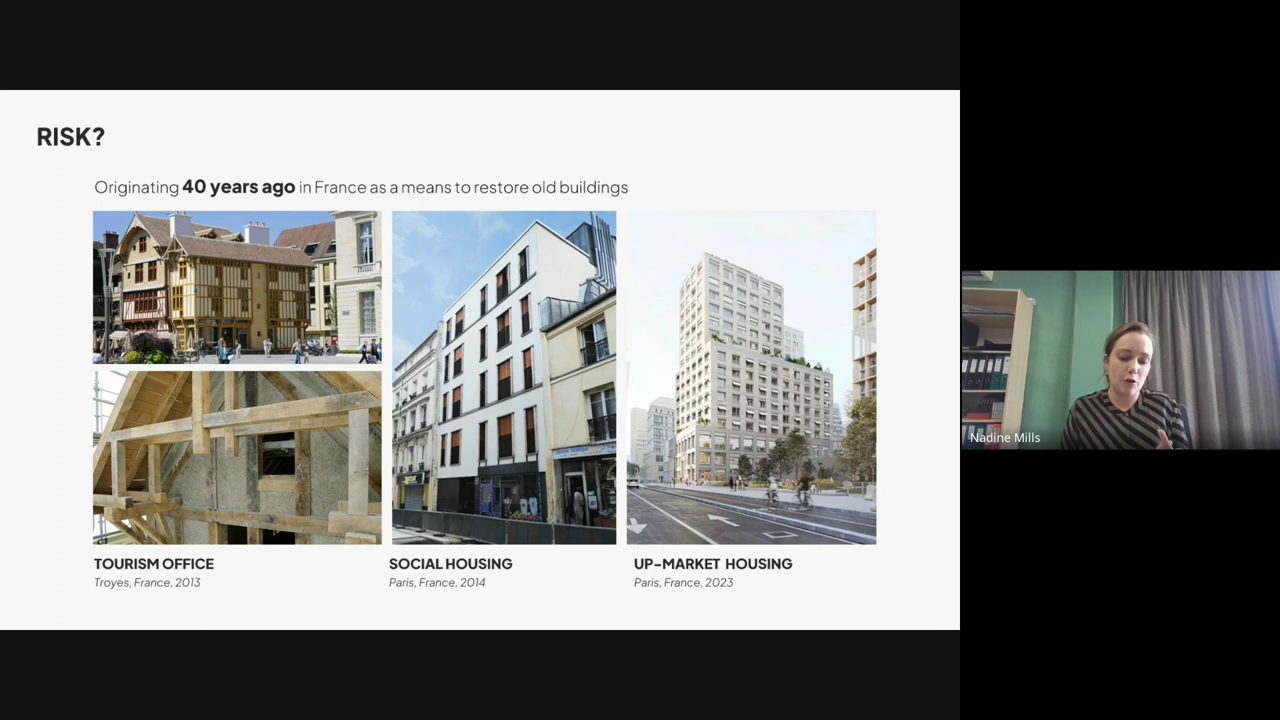 RISK?
Originating 40 years ago in France as a means to restore old buildings
TOURISM OFFICE
Troyes, France, 2013
SOCIAL HOUSING
Paris, France, 2014
UP-MARKET HOUSING
Paris, France, 2023
Nadine Mills